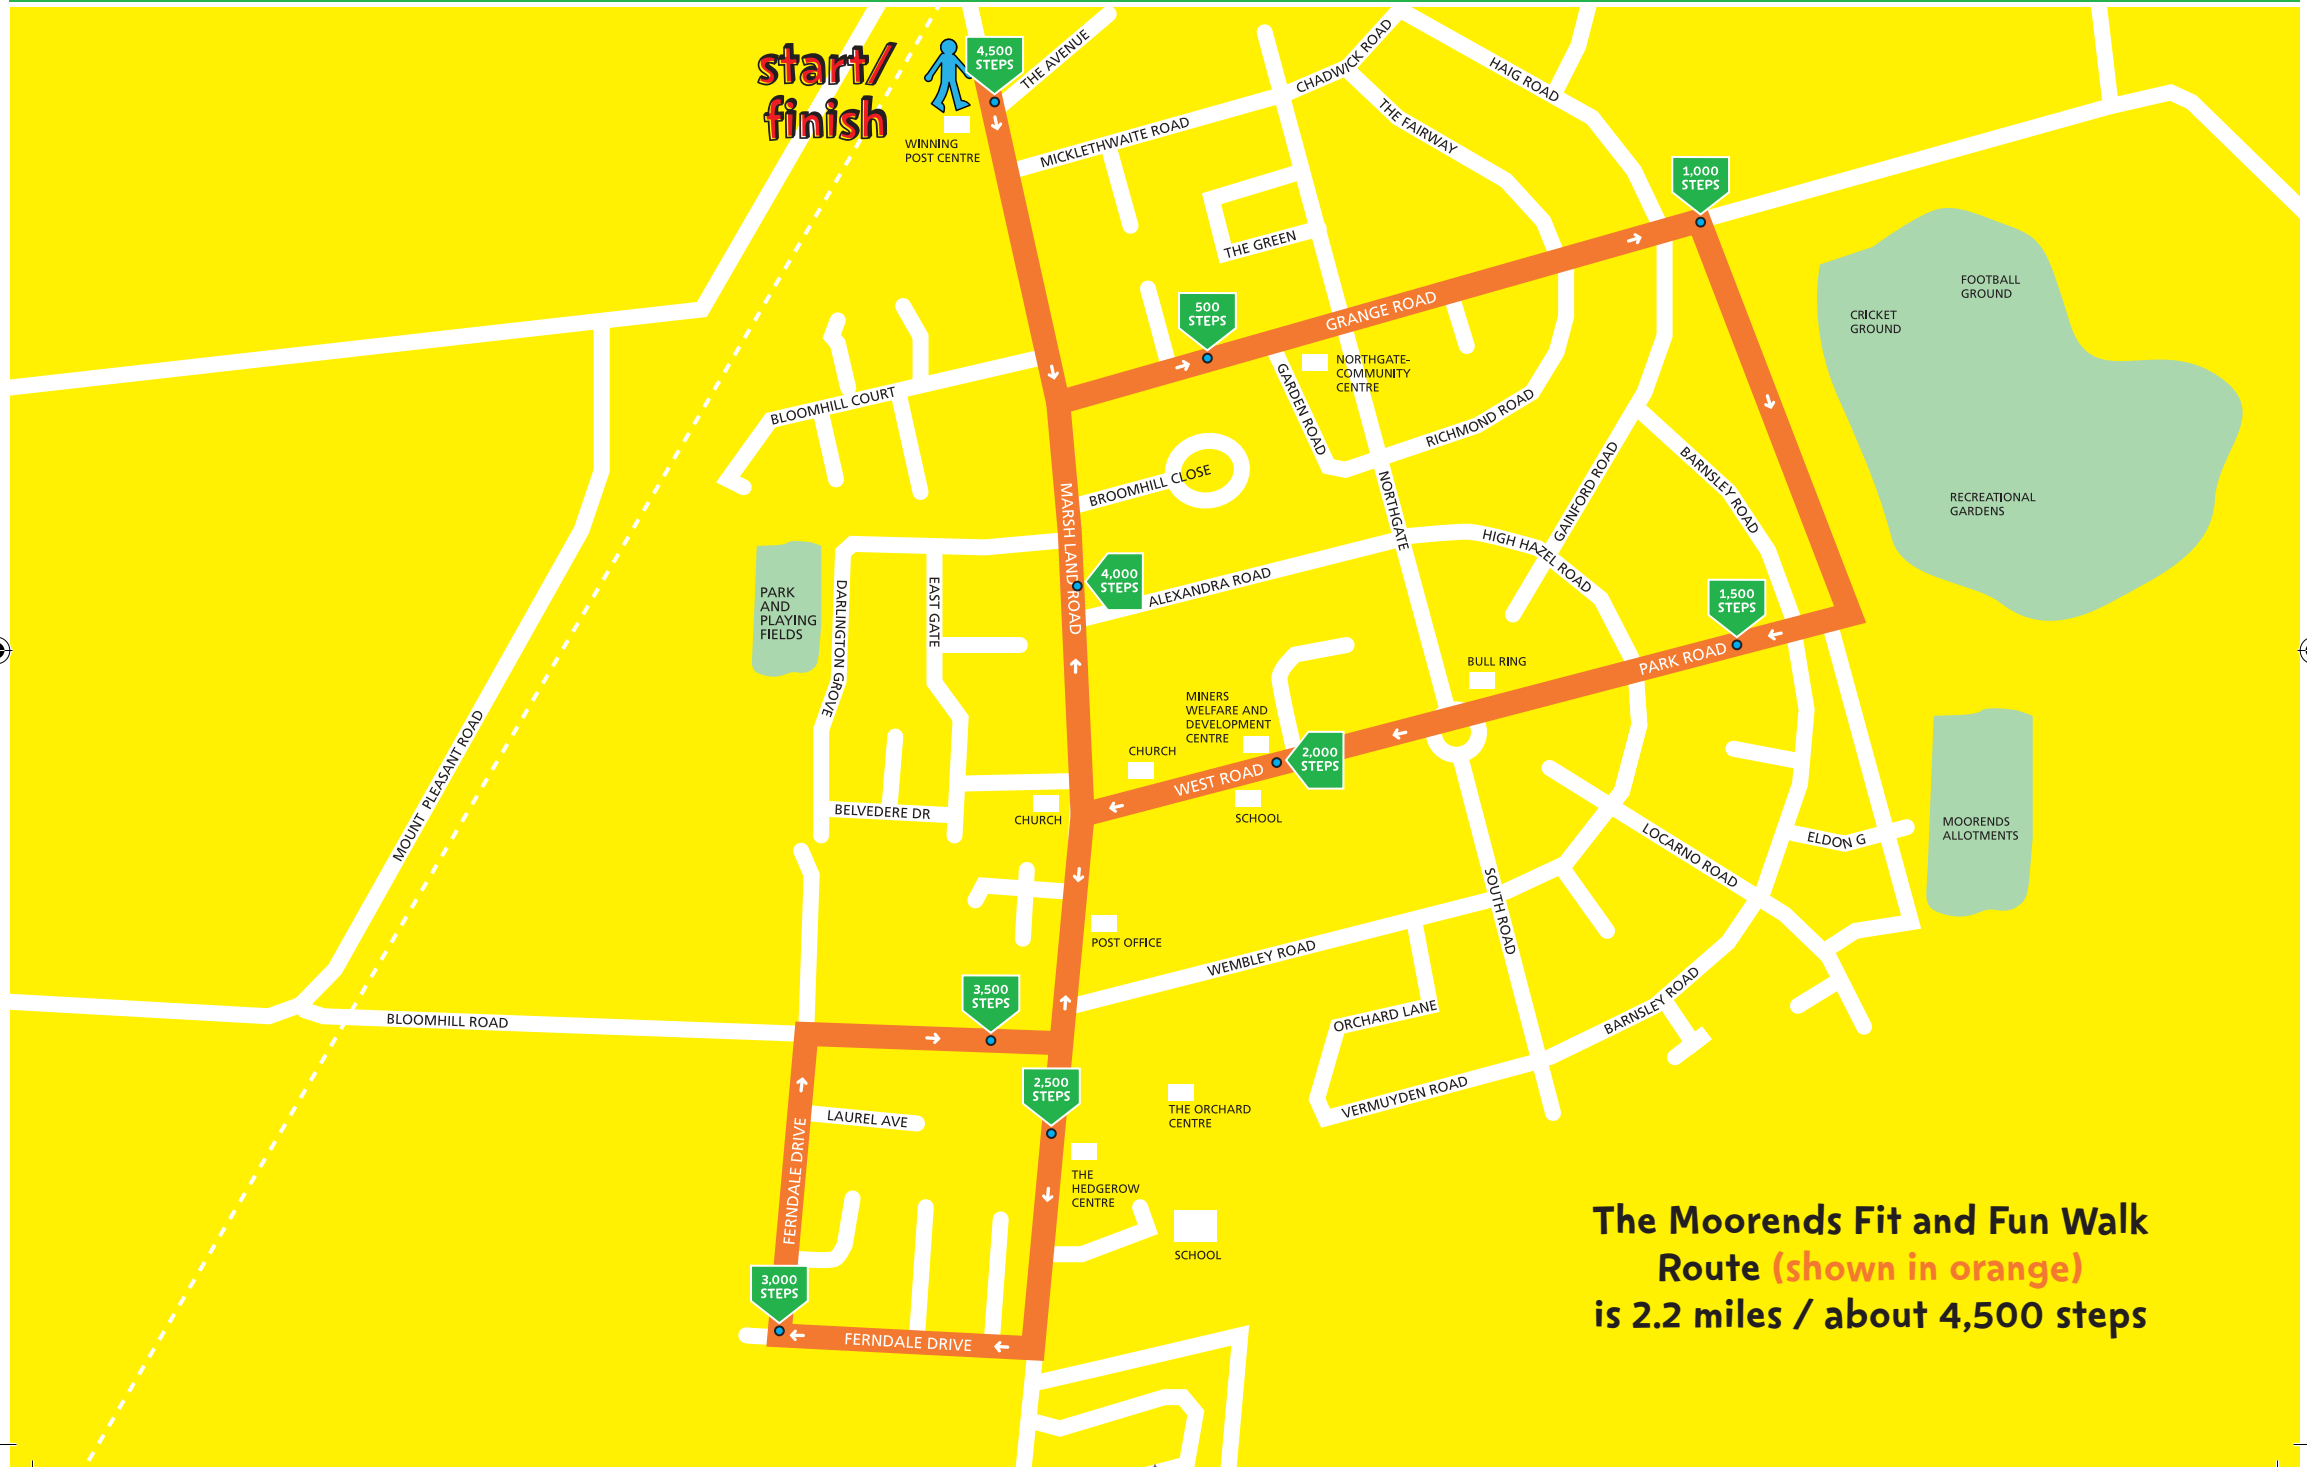 start/
finish
4,500
STEPS
THE AVENUE
WINNING
POST CENTRE
MICKLETHWAITE ROAD
CHADWICK ROAD
HAIG ROAD
THE FAIRWAY
THE GREEN
1,000
STEPS
500
STEPS
GRANGE ROAD
NORTHGATE-
COMMUNITY
CENTRE
GARDEN ROAD
RICHMOND ROAD
FOOTBALL
GROUND
CRICKET
GROUND
RECREATIONAL
GARDENS
BLOOMHILL COURT
BROOMHILL CLOSE
MARSH LAND ROAD
NORTHGATE
GAINFORD ROAD
BARNSLEY ROAD
HIGH HAZEL ROAD
ALEXANDRA ROAD
4,000
STEPS
1,500
STEPS
PARK
AND
PLAYING
FIELDS
DARLINGTON GROVE
EAST GATE
PARK ROAD
BULL RING
MINERS
WELFARE AND
DEVELOPMENT
CENTRE
2,000
STEPS
CHURCH
WEST ROAD
SCHOOL
CHURCH
BELVEDERE DR
MOUNT PLEASANT ROAD
LOCARNO ROAD
ELDON G
MOORENDS
ALLOTMENTS
SOUTH ROAD
POST OFFICE
WEMBLEY ROAD
3,500
STEPS
BLOOMHILL ROAD
ORCHARD LANE
BARNSLEY ROAD
VERMUYDEN ROAD
2,500
STEPS
THE ORCHARD
CENTRE
LAUREL AVE
FERNDALE DRIVE
THE
HEDGEROW
CENTRE
SCHOOL
3,000
STEPS
FERNDALE DRIVE
The Moorends Fit and Fun Walk
Route (shown in orange)
is 2.2 miles / about 4,500 steps